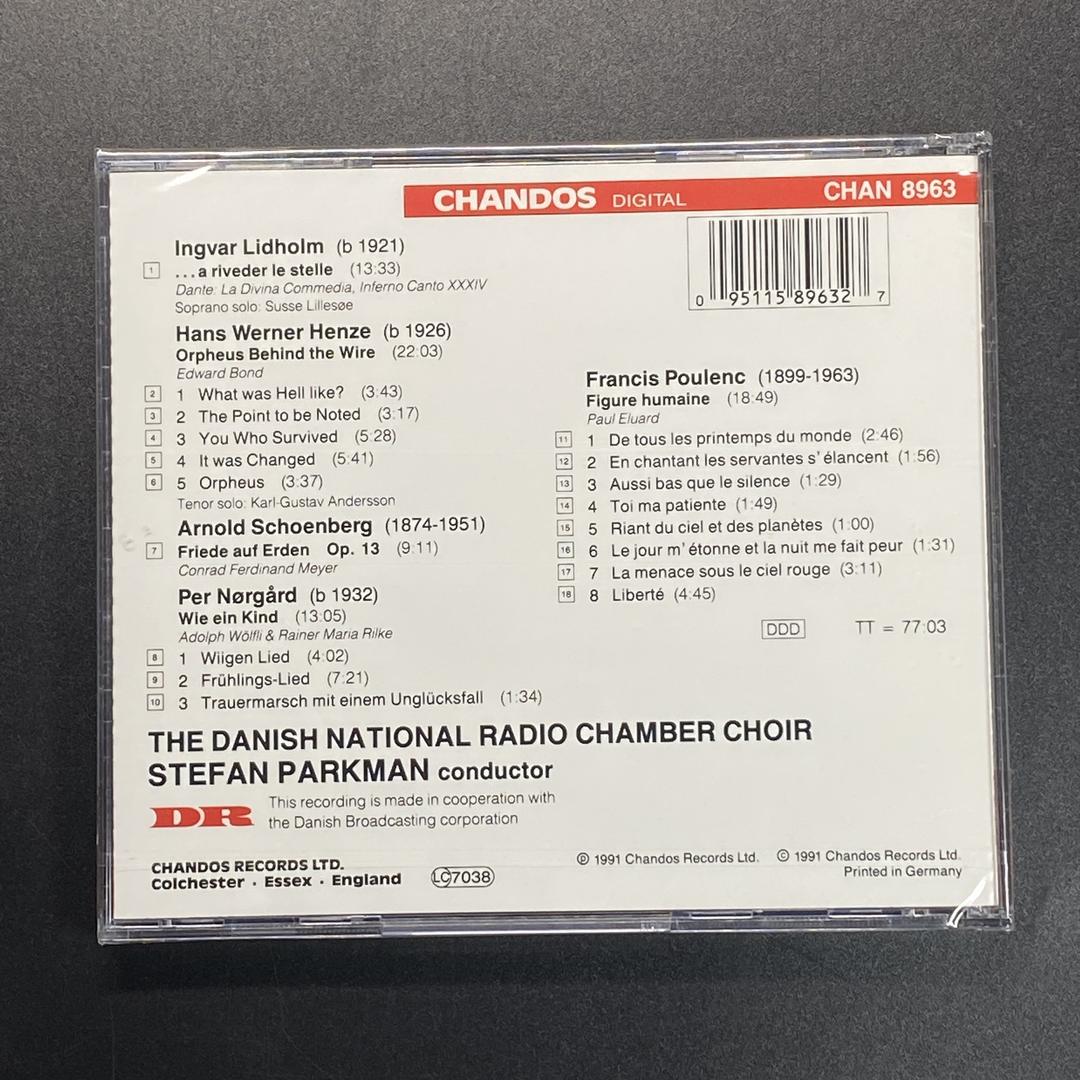 CHANDOS DIGITAL CHAN 8963
0 95115 89632 7
Ingvar Lidholm (b 1921)
1 ...a riveder le stelle (13:33)
Dante: La Divina Commedia, Inferno Canto XXXIV
Soprano solo: Susse Lillesøe
Hans Werner Henze (b 1926)
Orpheus Behind the Wire (22:03)
Edward Bond
2 1 What was Hell like? (3:43)
3 2 The Point to be Noted (3:17)
4 3 You Who Survived (5:28)
5 4 It was Changed (5:41)
6 5 Orpheus (3:37)
Tenor solo: Karl-Gustav Andersson
Arnold Schoenberg (1874-1951)
7 Friede auf Erden Op. 13 (9:11)
Conrad Ferdinand Meyer
Per Nørgård (b 1932)
Wie ein Kind (13:05)
Adolph Wölfli & Rainer Maria Rilke
8 1 Wiigen Lied (4:02)
9 2 Frühlings-Lied (7:21)
10 3 Trauermarsch mit einem Unglücksfall (1:34)
Francis Poulenc (1899-1963)
Figure humaine (18:49)
Paul Eluard
11 1 De tous les printemps du monde (2:46)
12 2 En chantant les servantes s'élancent (1:56)
13 3 Aussi bas que le silence (1:29)
14 4 Toi ma patiente (1:49)
15 5 Riant du ciel et des planètes (1:00)
16 6 Le jour m'étonne et la nuit me fait peur (1:31)
17 7 La menace sous le ciel rouge (3:11)
18 8 Liberté (4:45)
DDD TT = 77:03
THE DANISH NATIONAL RADIO CHAMBER CHOIR
STEFAN PARKMAN conductor
DR
This recording is made in cooperation with
the Danish Broadcasting corporation
CHANDOS RECORDS LTD.
Colchester · Essex · England
LC7038
℗ 1991 Chandos Records Ltd. © 1991 Chandos Records Ltd.
Printed in Germany